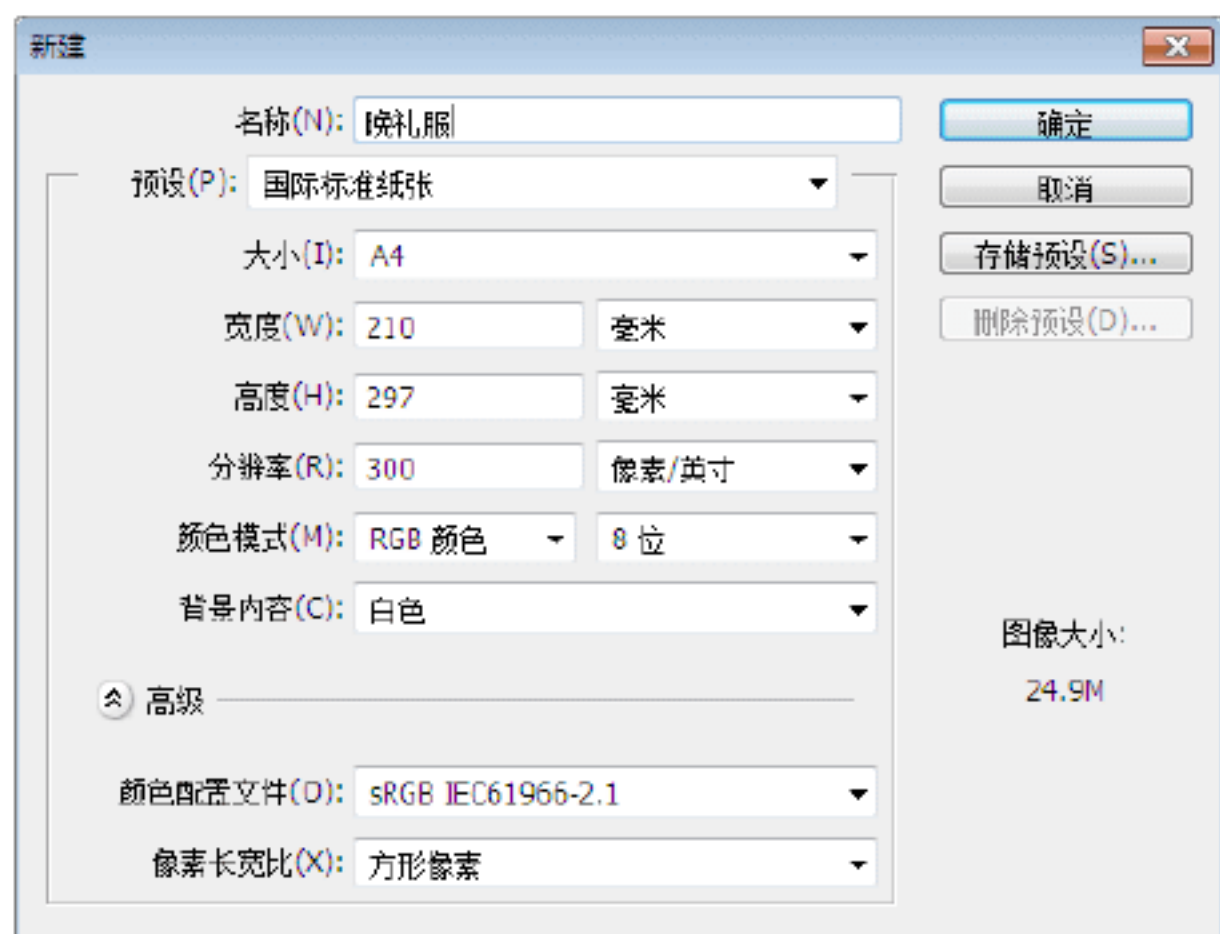 新建
名称(N): 晚礼服 确定
预设(P): 国际标准纸张 取消
大小(I): A4 存储预设(S)...
宽度(W): 210 毫米 删除预设(D)...
高度(H): 297 毫米
分辨率(R): 300 像素/英寸
颜色模式(M): RGB 颜色 8 位
背景内容(C): 白色
图像大小:
24.9M
高级
颜色配置文件(O): sRGB IEC61966-2.1
像素长宽比(X): 方形像素